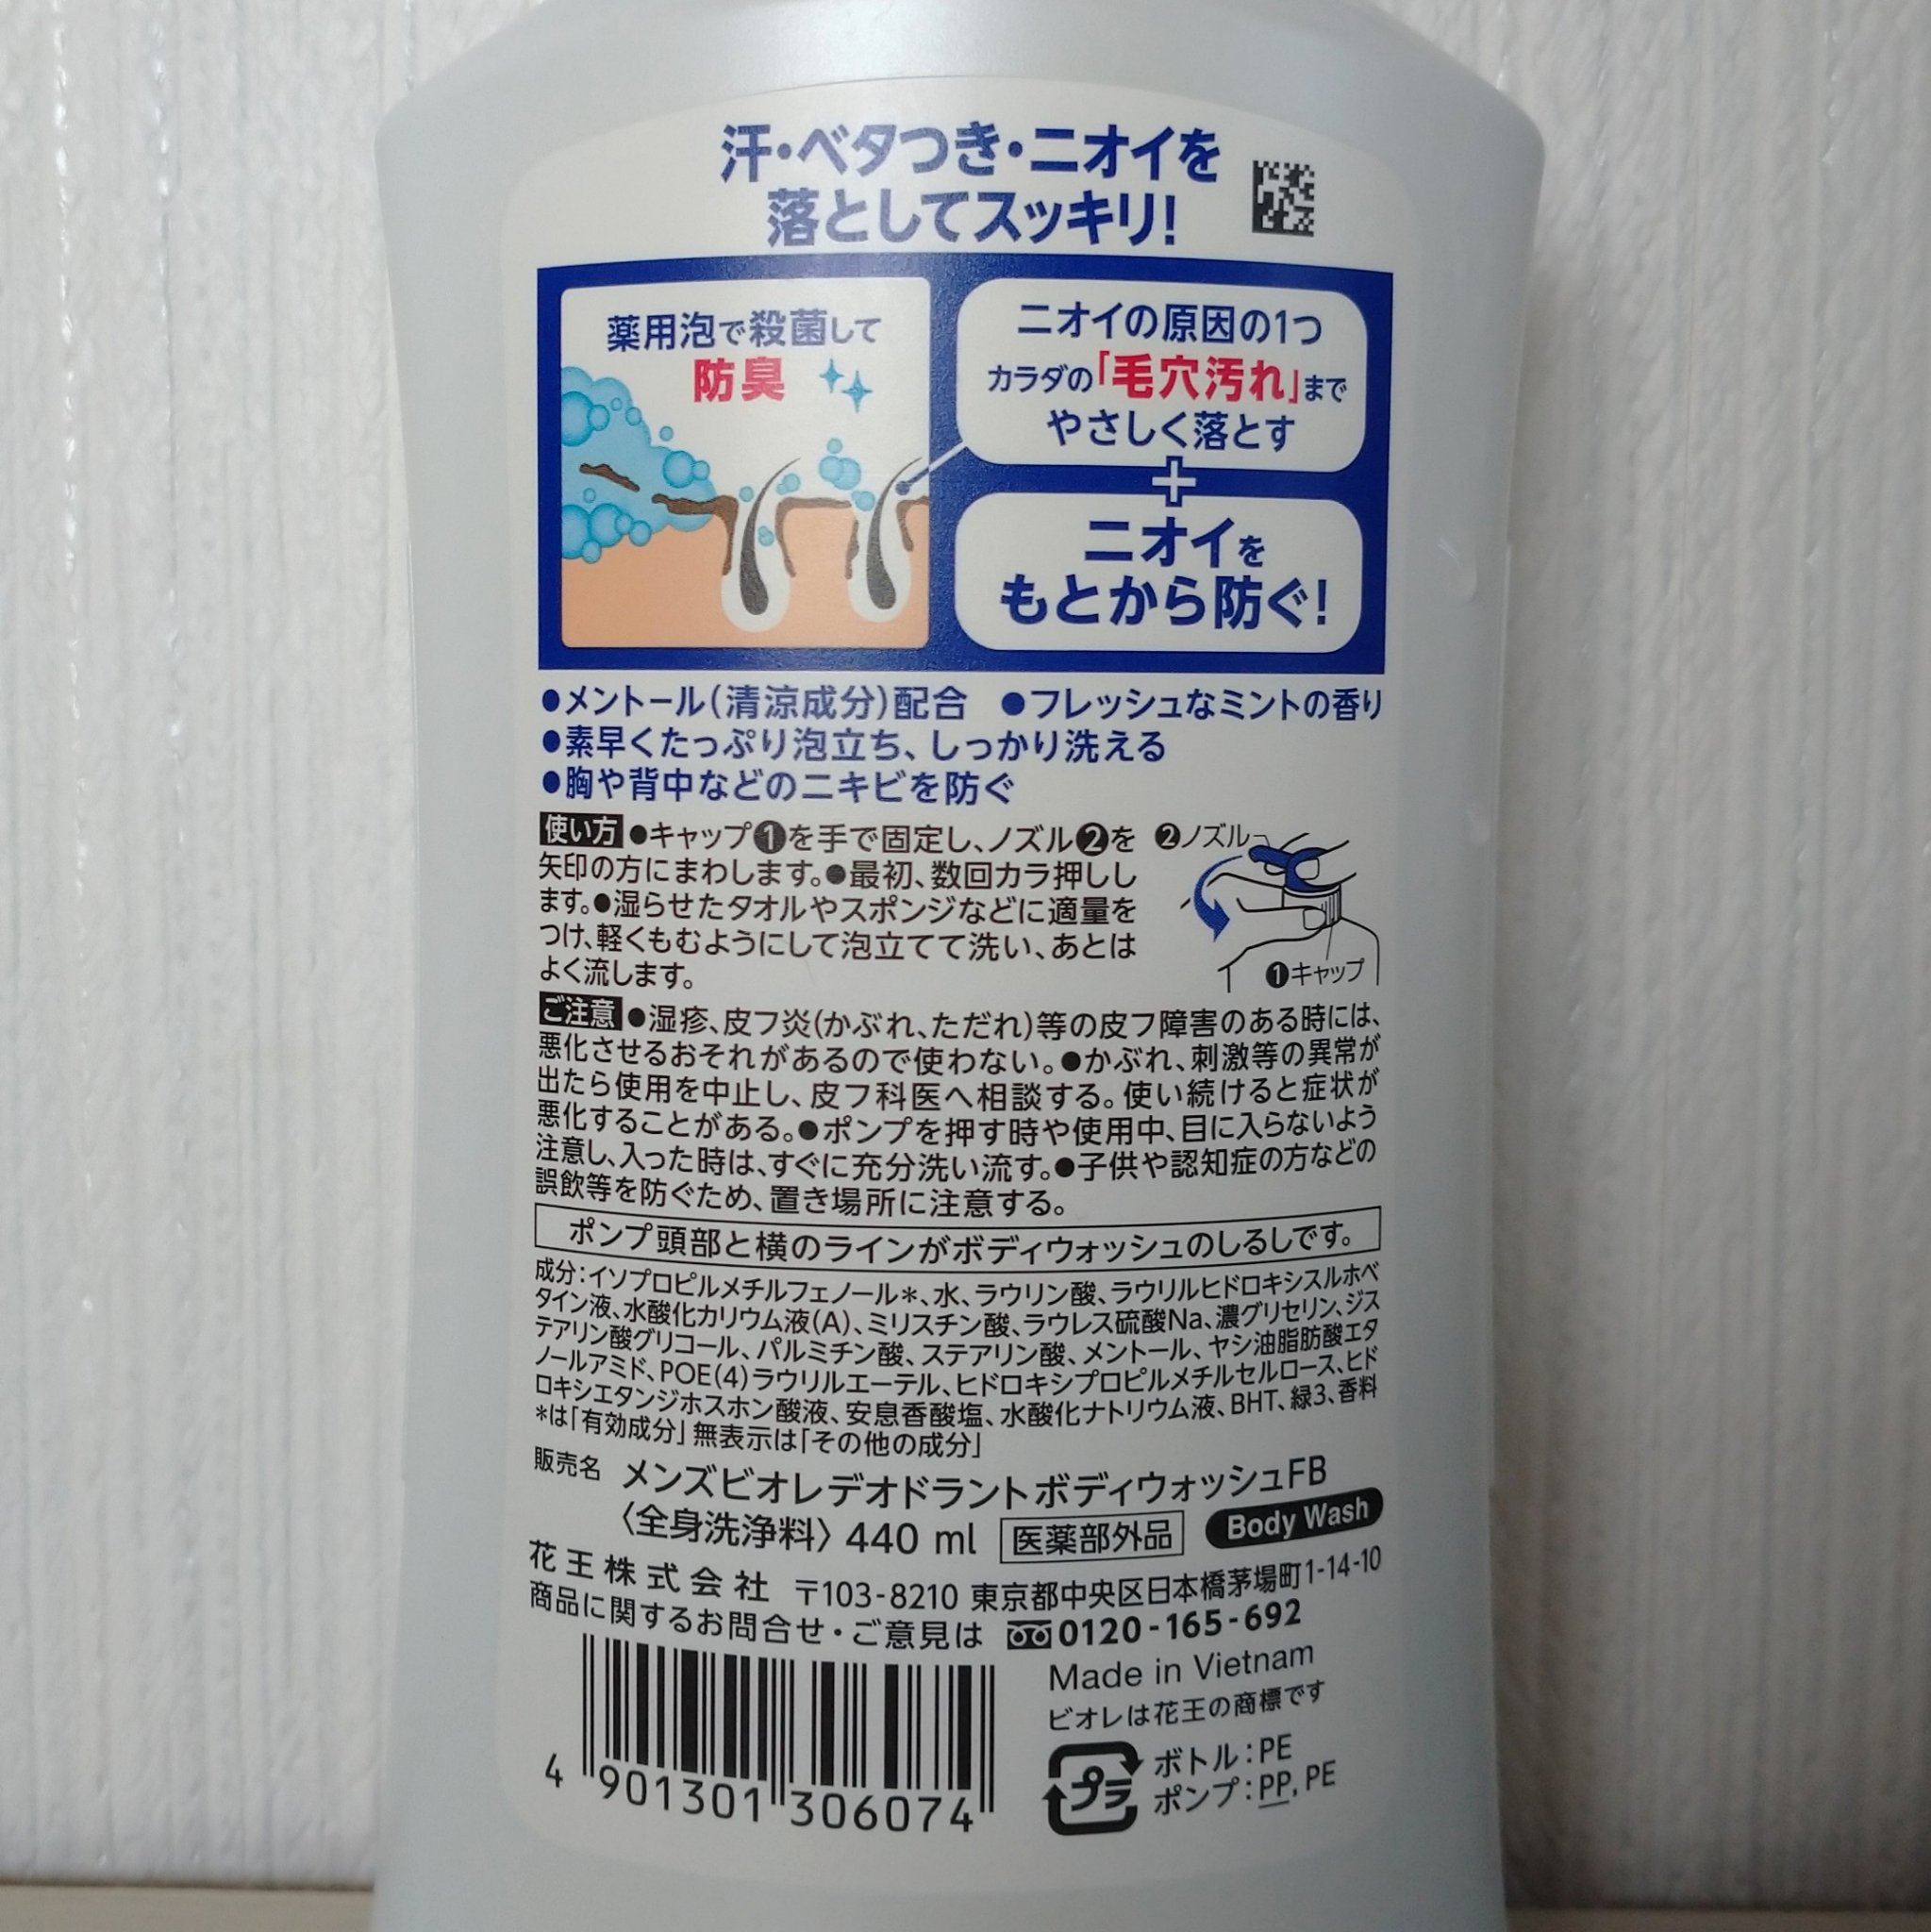 汗・ベタつき・ニオイを
落としてスッキリ!
薬用泡で殺菌して
防臭
ニオイの原因の1つ
カラダの「毛穴汚れ」まで
やさしく落とす
+
ニオイを
もとから防ぐ!
●メントール(清涼成分)配合 ●フレッシュなミントの香り
●素早くたっぷり泡立ち、しっかり洗える
●胸や背中などのニキビを防ぐ
使い方 ●キャップ❶を手で固定し、ノズル❷を
矢印の方にまわします。●最初、数回カラ押しし
ます。●湿らせたタオルやスポンジなどに適量を
つけ、軽くもむようにして泡立てて洗い、あとは
よく流します。
❷ノズル
❶キャップ
ご注意 ●湿疹、皮フ炎(かぶれ、ただれ)等の皮フ障害のある時には、
悪化させるおそれがあるので使わない。●かぶれ、刺激等の異常が
出たら使用を中止し、皮フ科医へ相談する。使い続けると症状が
悪化することがある。●ポンプを押す時や使用中、目に入らないよう
注意し、入った時は、すぐに充分洗い流す。●子供や認知症の方などの
誤飲等を防ぐため、置き場所に注意する。
ポンプ頭部と横のラインがボディウォッシュのしるしです。
成分:イソプロピルメチルフェノール*、水、ラウリン酸、ラウリルヒドロキシスルホベ
タイン液、水酸化カリウム液(A)、ミリスチン酸、ラウレス硫酸Na、濃グリセリン、ジス
テアリン酸グリコール、パルミチン酸、ステアリン酸、メントール、ヤシ油脂肪酸エタ
ノールアミド、POE(4)ラウリルエーテル、ヒドロキシプロピルメチルセルロース、ヒド
ロキシエタンジホスホン酸液、安息香酸塩、水酸化ナトリウム液、BHT、緑3、香料
*は「有効成分」無表示は「その他の成分」
販売名 メンズビオレデオドラントボディウォッシュFB
〈全身洗浄料〉 440 ml 医薬部外品 Body Wash
花王株式会社 〒103-8210 東京都中央区日本橋茅場町1-14-10
商品に関するお問合せ・ご意見は 0120-165-692
Made in Vietnam
ビオレは花王の商標です
プラ
ボトル:PE
ポンプ:PP, PE
4 901301 306074